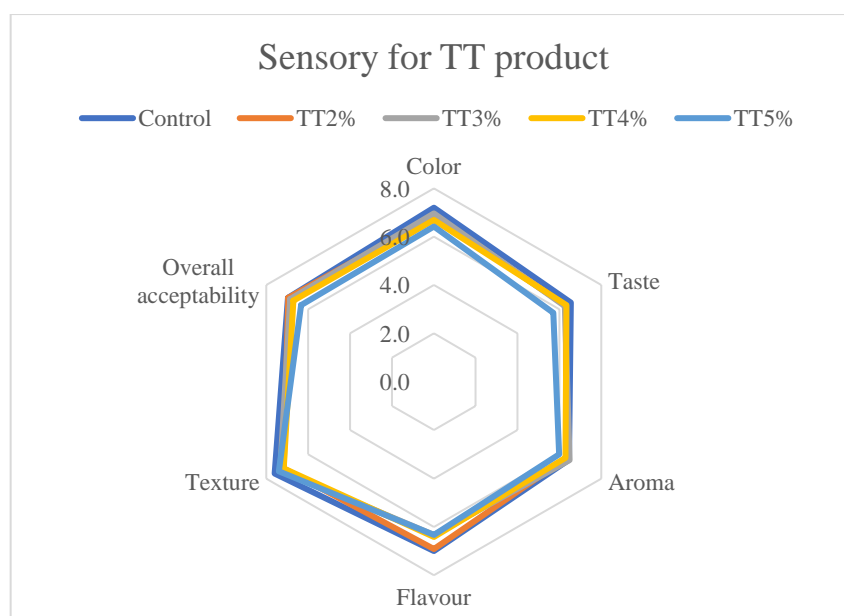 Sensory for TT product
Control TT2% TT3% TT4% TT5%
Color
8.0
6.0
Overall
acceptability
Taste
4.0
2.0
0.0
Texture
Aroma
Flavour